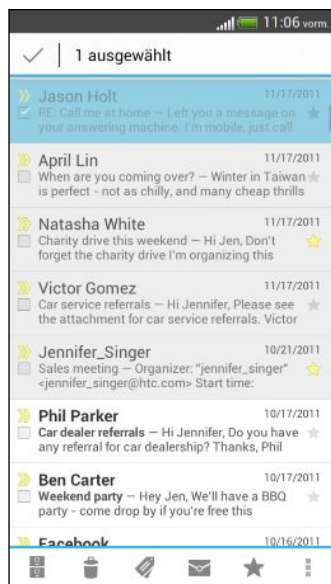 11:06 vorm.
1 ausgewählt
Jason Holt 11/17/2011
RE: Call me at home – Left you a message on
your answering machine. I'm mobile, just call
April Lin 11/17/2011
When are you coming over? – Winter in Taiwan
is perfect - not as chilly, and many cheap thrills
Natasha White 11/17/2011
Charity drive this weekend – Hi Jen, Don't
forget the charity drive I'm organizing this
Victor Gomez 11/17/2011
Car service referrals – Hi Jennifer, Please see
the attachment for car service referrals. Victor
Jennifer_Singer 10/21/2011
Sales meeting – Organizer: "jennifer_singer"
<jennifer_singer@htc.com> Start time:
Phil Parker 10/17/2011
Car dealer referrals – Hi Jennifer, Do you have
any referral for car dealership? Thanks, Phil
Ben Carter 10/17/2011
Weekend party – Hey Jen, We'll have a BBQ
party - come drop by if you're free this
Facebook 10/16/2011